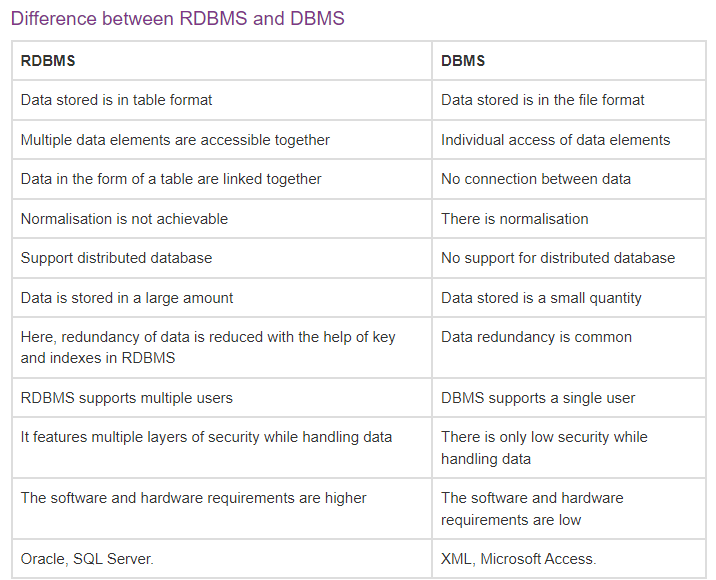 Difference between RDBMS and DBMS
RDBMS
DBMS
Data stored is in table format
Data stored is in the file format
Multiple data elements are accessible together
Individual access of data elements
Data in the form of a table are linked together
No connection between data
Normalisation is not achievable
There is normalisation
Support distributed database
No support for distributed database
Data is stored in a large amount
Data stored is a small quantity
Here, redundancy of data is reduced with the help of key
and indexes in RDBMS
Data redundancy is common
RDBMS supports multiple users
DBMS supports a single user
It features multiple layers of security while handling data
There is only low security while
handling data
The software and hardware requirements are higher
The software and hardware
requirements are low
Oracle, SQL Server.
XML, Microsoft Access.